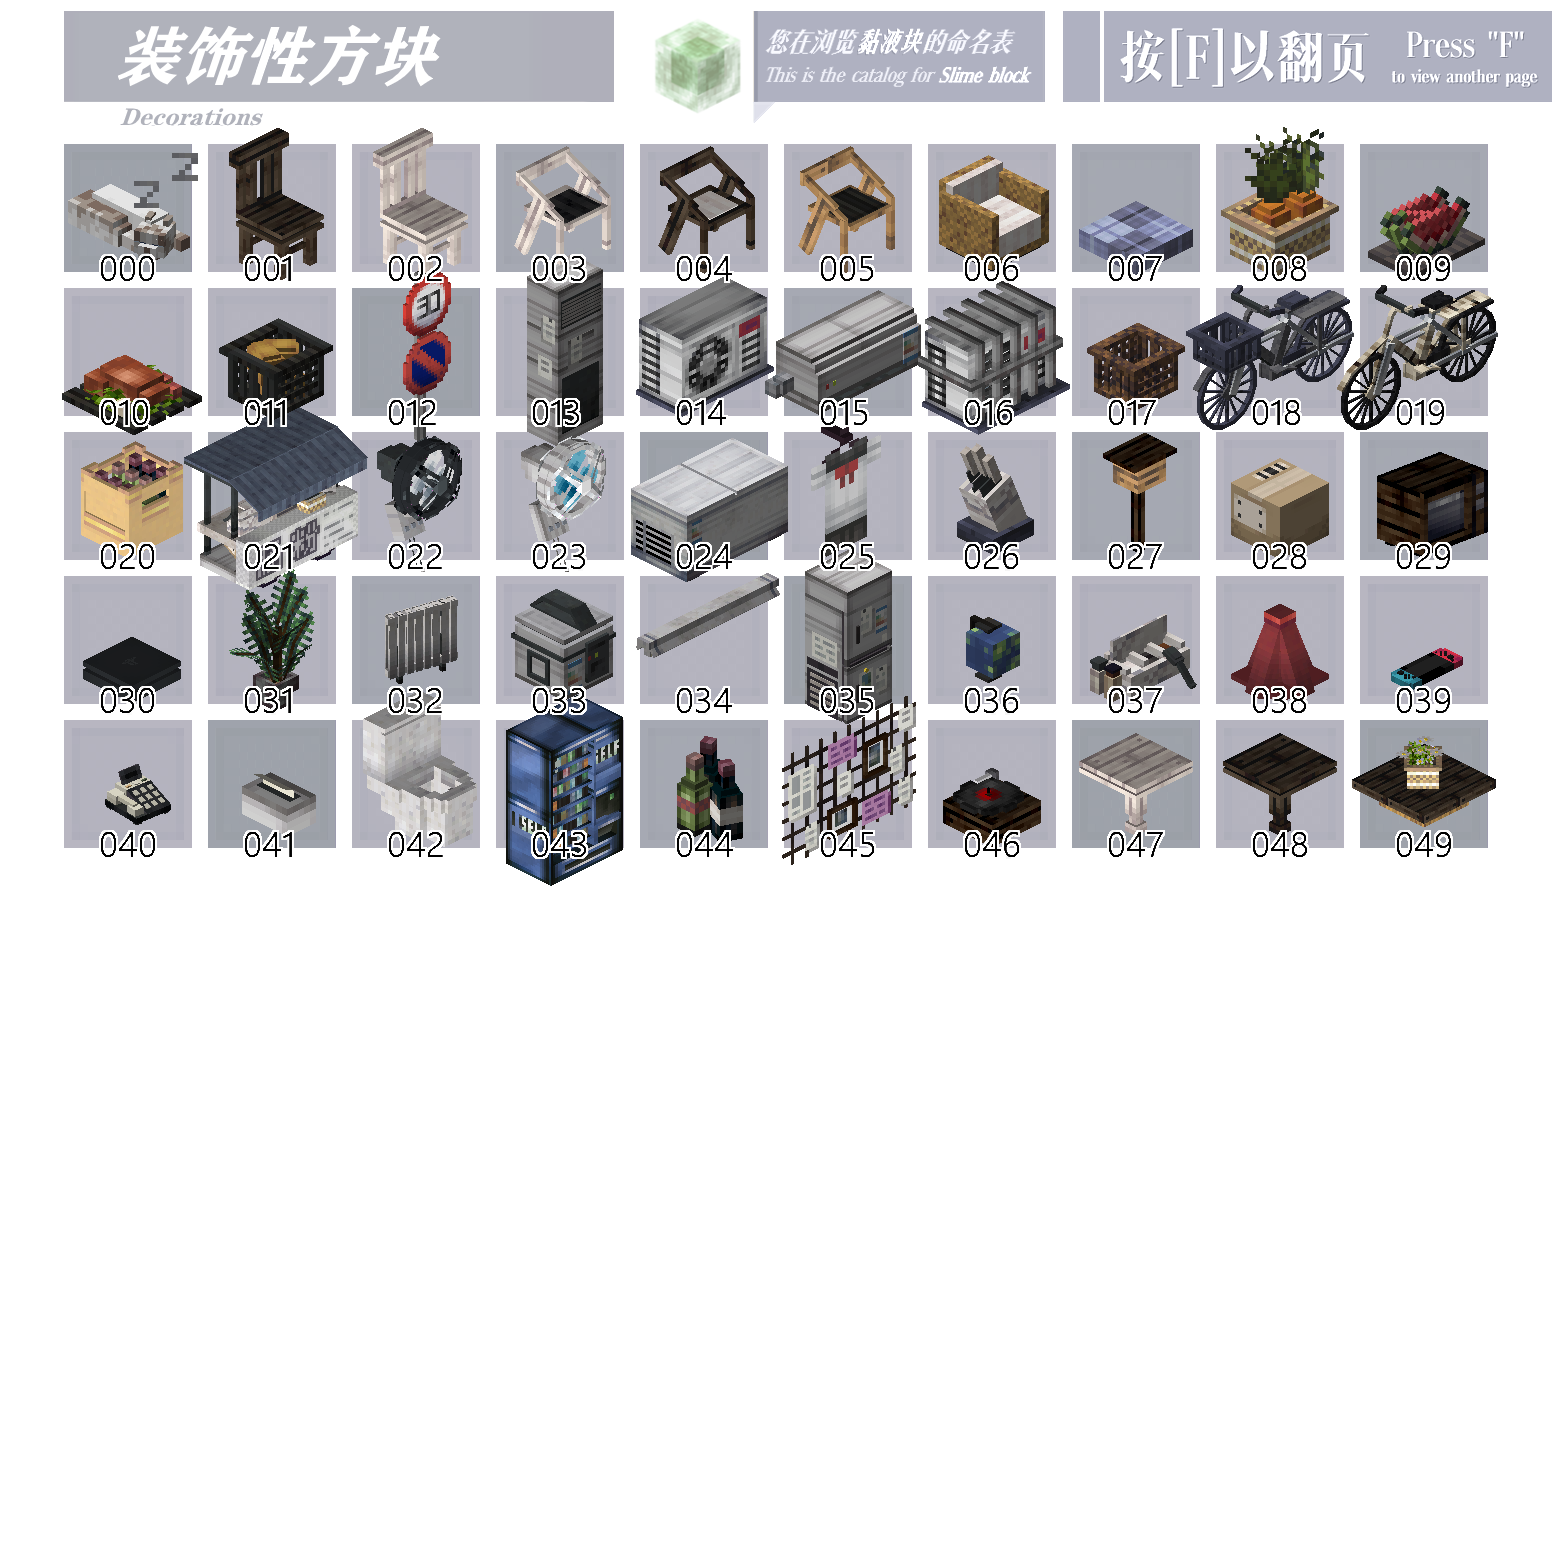 装饰性方块
Decorations
您在浏览黏液块的命名表
This is the catalog for Slime block
按[F]以翻页
Press "F"
to view another page
Z
Z
000 001 002 003 004 005 006 007 008 009
30
010 011 012 013 014 015 016 017 018 019
020 021 022 023 024 025 026 027 028 029
030 031 032 033 034 035 036 037 038 039
SELF
I SELF
040 041 042 043 044 045 046 047 048 049